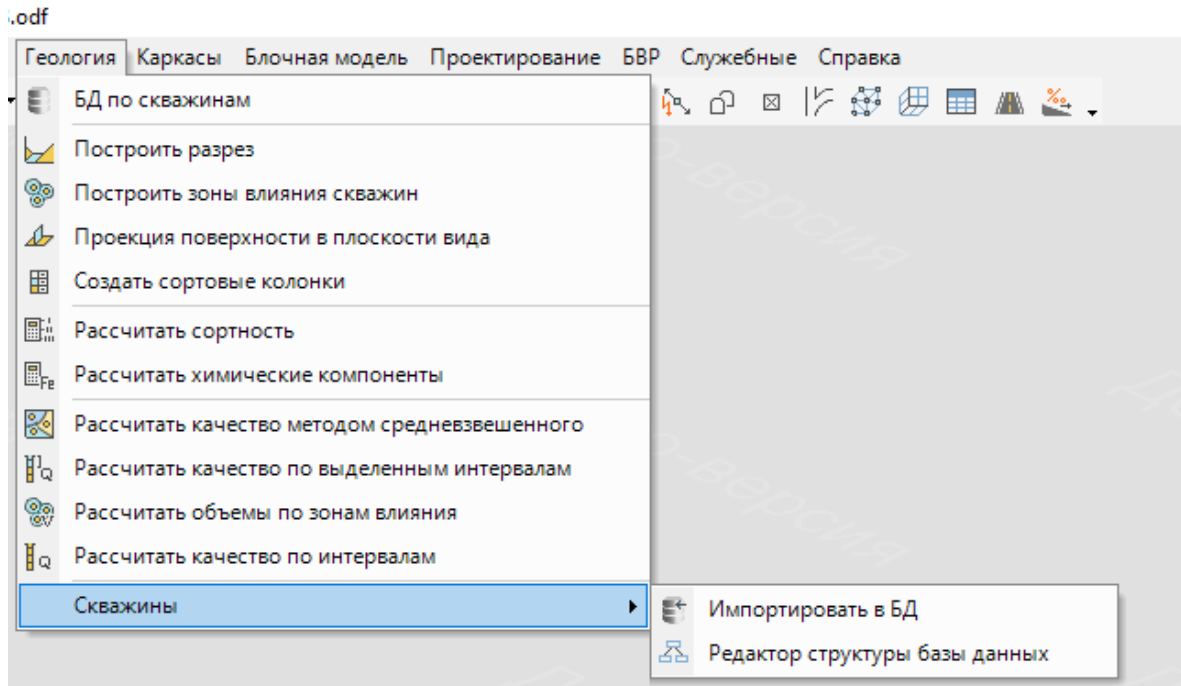 .odf
Геология Каркасы Блочная модель Проектирование БВР Служебные Справка
БД по скважинам
Построить разрез
Построить зоны влияния скважин
Проекция поверхности в плоскости вида
Создать сортовые колонки
Рассчитать сортность
Рассчитать химические компоненты
Рассчитать качество методом средневзвешенного
Рассчитать качество по выделенным интервалам
Рассчитать объемы по зонам влияния
Рассчитать качество по интервалам
Скважины
Импортировать в БД
Редактор структуры базы данных